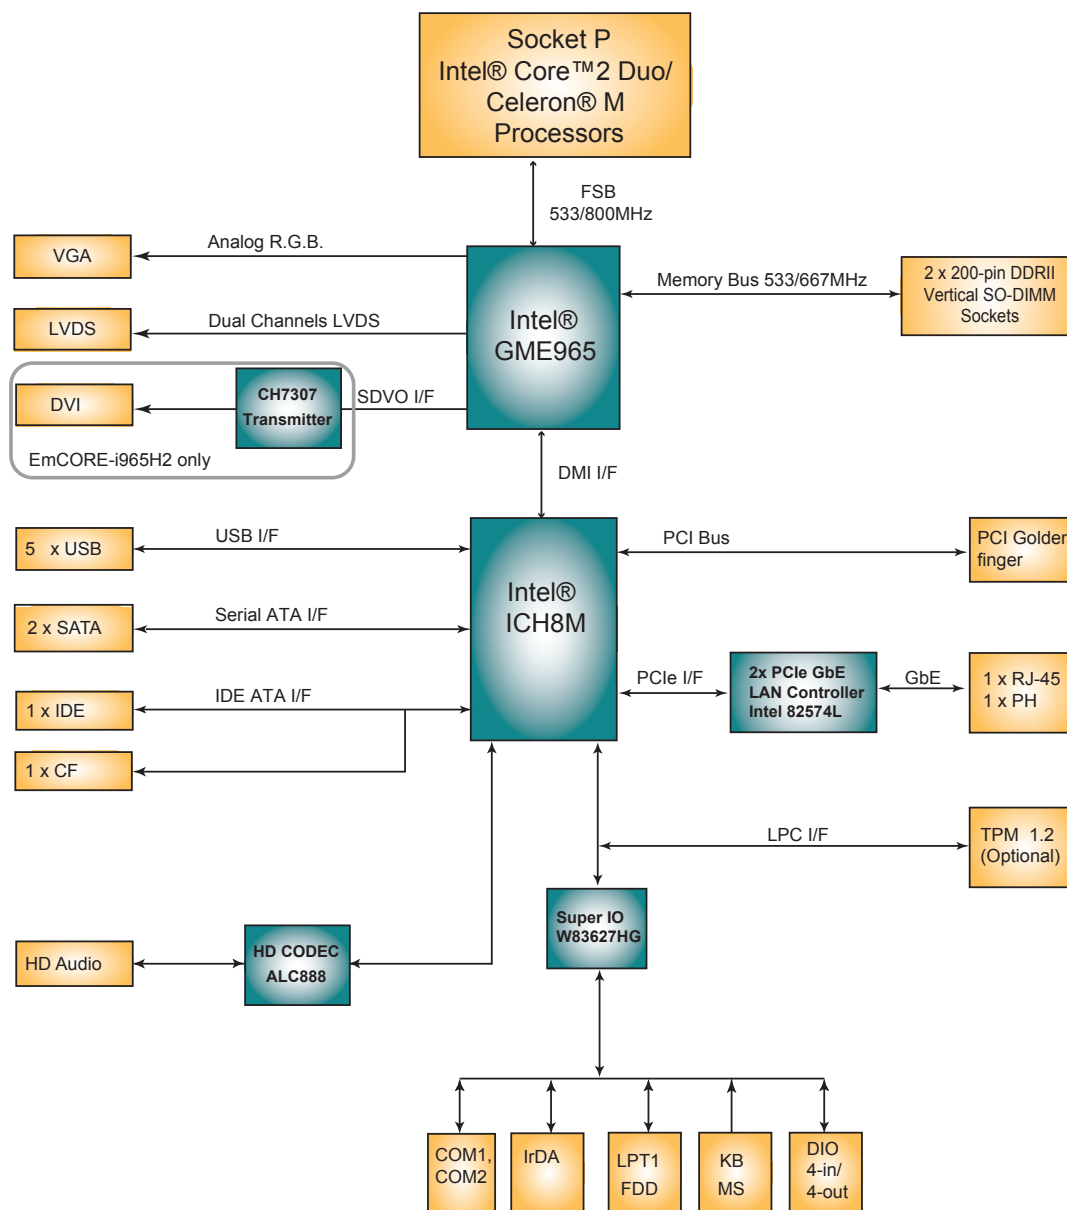 Socket P
Intel® Core™2 Duo/
Celeron® M
Processors
FSB
533/800MHz
VGA
Analog R.G.B.
Intel®
GME965
Memory Bus 533/667MHz
2 x 200-pin DDRII
Vertical SO-DIMM
Sockets
LVDS
Dual Channels LVDS
DVI
CH7307
Transmitter
SDVO I/F
EmCORE-i965H2 only
DMI I/F
5 x USB
USB I/F
Intel®
ICH8M
PCI Bus
PCI Golden
finger
2 x SATA
Serial ATA I/F
PCIe I/F
2x PCIe GbE
LAN Controller
Intel 82574L
GbE
1 x RJ-45
1 x PH
1 x IDE
IDE ATA I/F
1 x CF
LPC I/F
TPM 1.2
(Optional)
Super IO
W83627HG
HD Audio
HD CODEC
ALC888
COM1,
COM2
IrDA
LPT1
FDD
KB
MS
DIO
4-in/
4-out